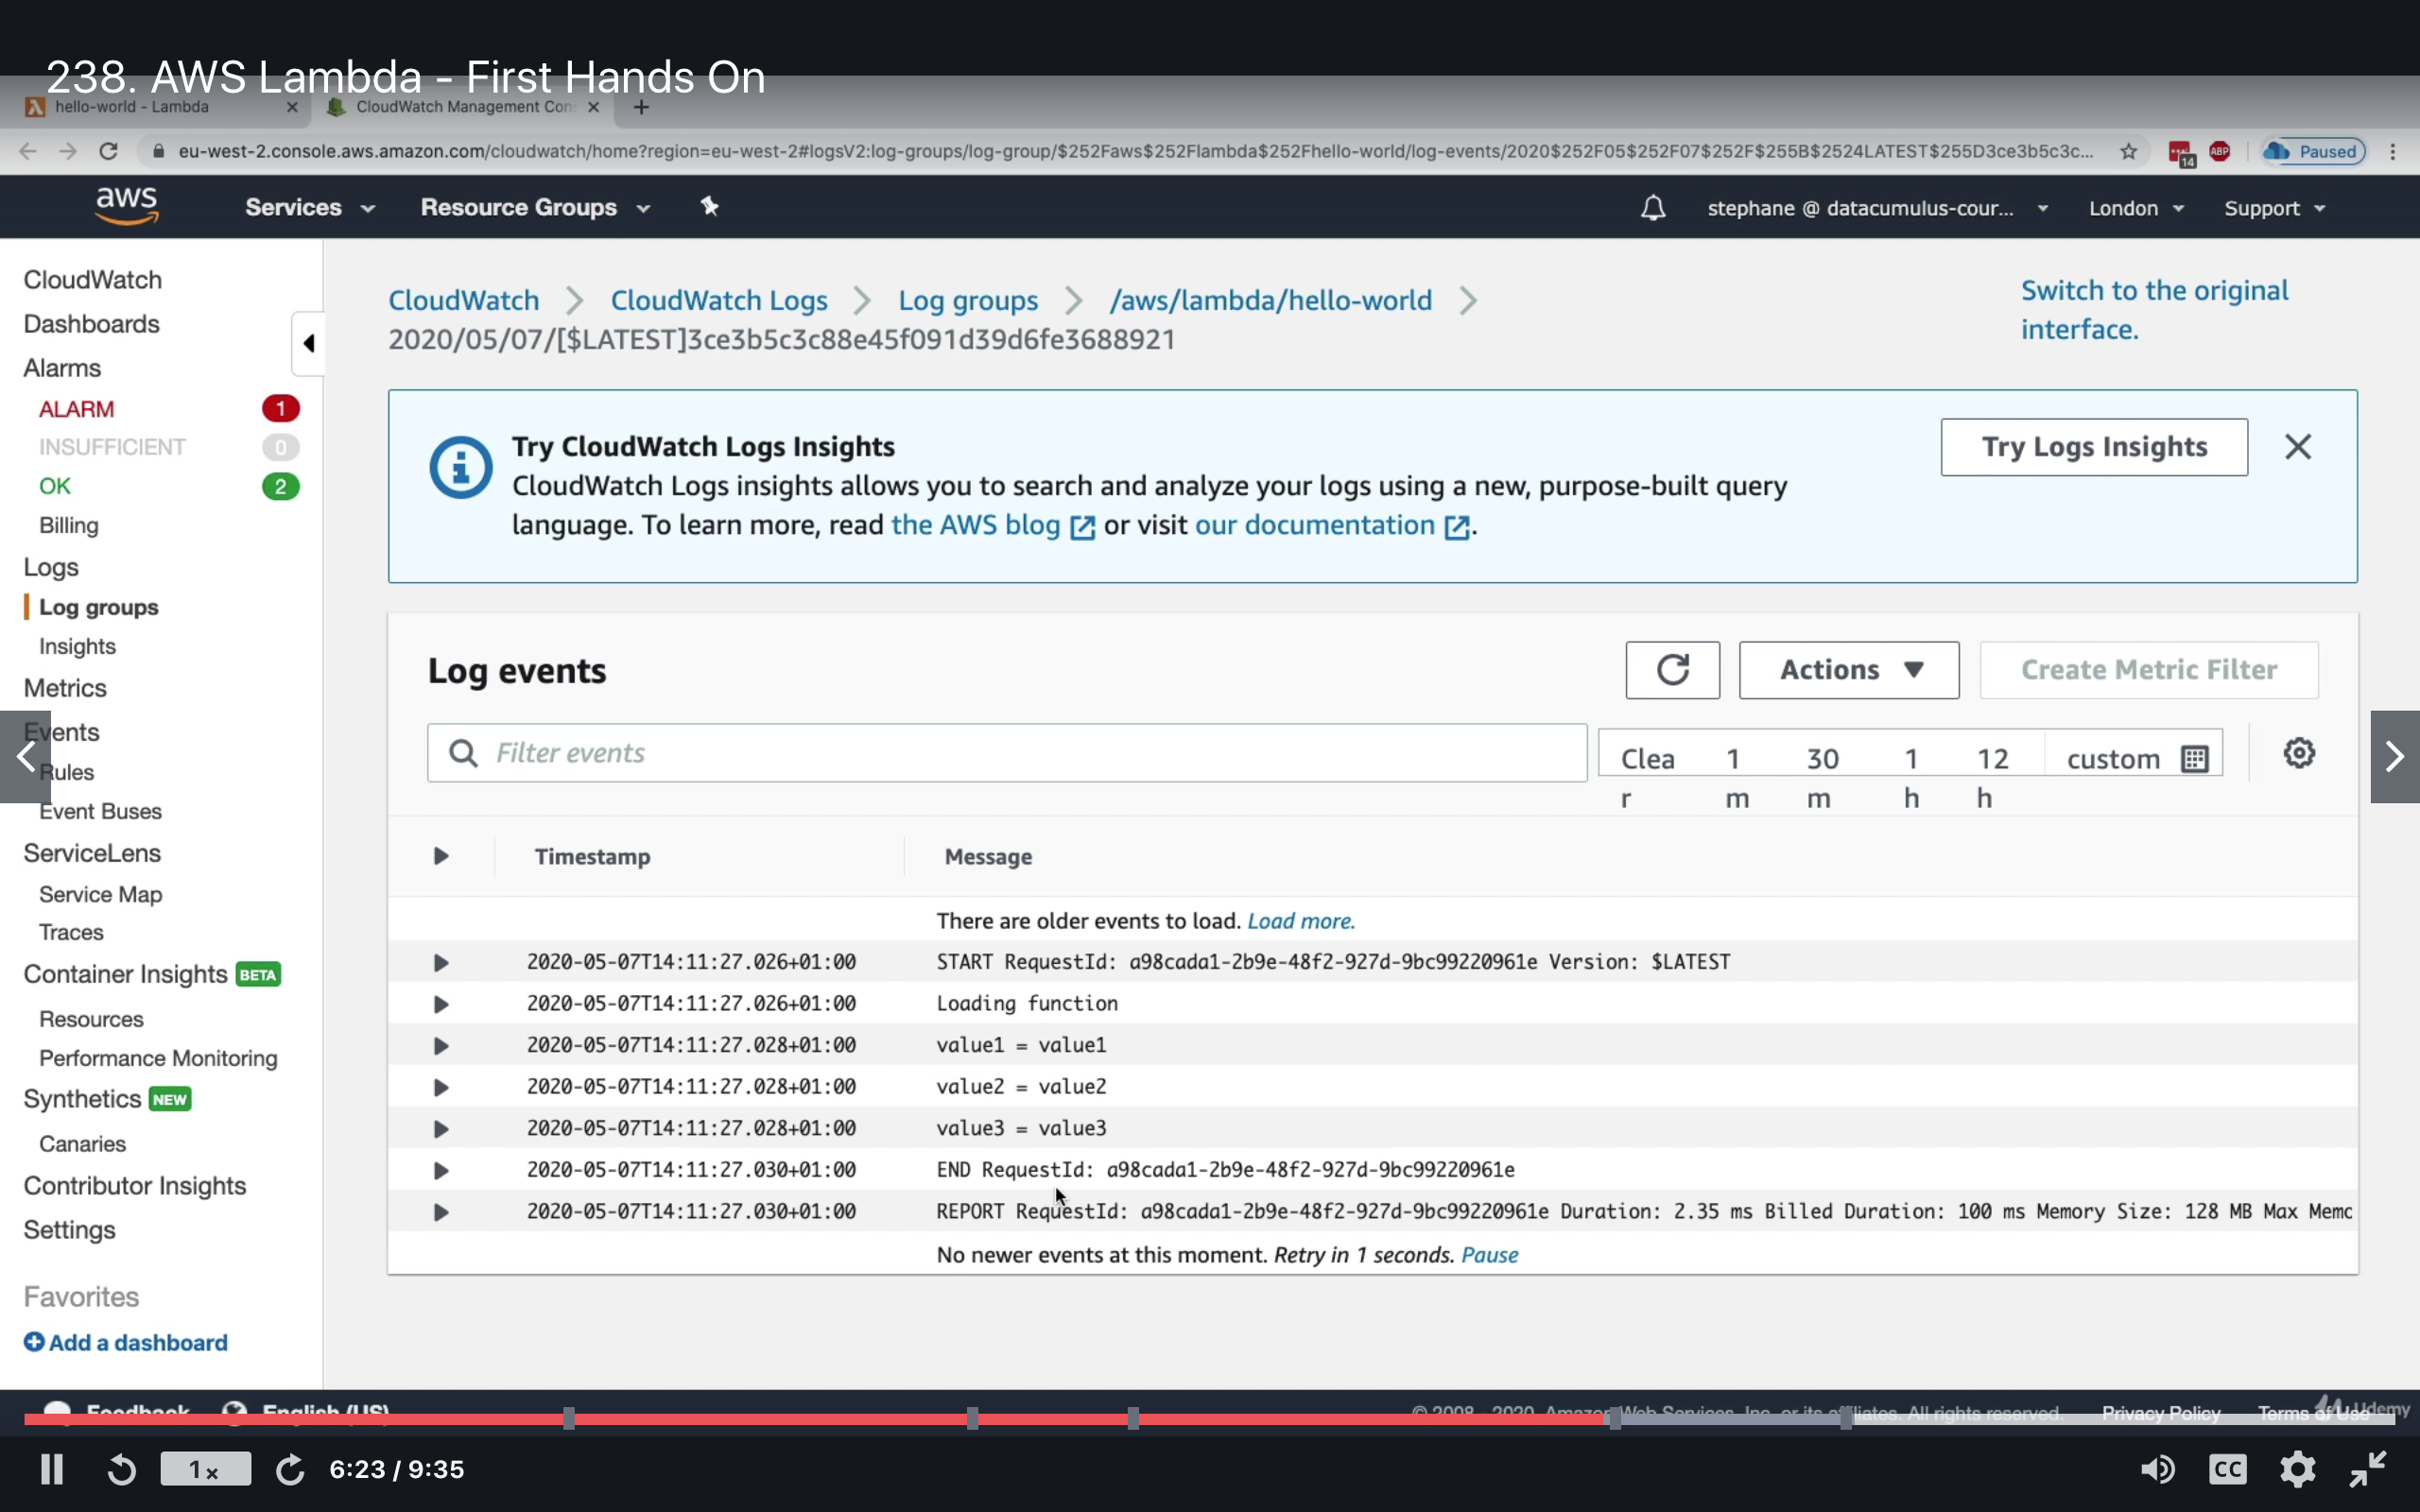 238. AWS Lambda - First Hands On
hello-world - Lambda
CloudWatch Management Con
eu-west-2.console.aws.amazon.com/cloudwatch/home?region=eu-west-2#logsV2:log-groups/log-group/$252Faws$252Flambda$252Fhello-world/log-events/2020$252F05$252F07$252F$255B$2524LATEST$255D3ce3b5c3c...
14
ABP
Paused
aws
Services
Resource Groups
stephane @ datacumulus-cour...
London
Support
CloudWatch
Dashboards
Alarms
ALARM 1
INSUFFICIENT 0
OK 2
Billing
Logs
Log groups
Insights
Metrics
Events
Rules
Event Buses
ServiceLens
Service Map
Traces
Container Insights BETA
Resources
Performance Monitoring
Synthetics NEW
Canaries
Contributor Insights
Settings
Favorites
Add a dashboard
CloudWatch > CloudWatch Logs > Log groups > /aws/lambda/hello-world >
2020/05/07/[$LATEST]3ce3b5c3c88e45f091d39d6fe3688921
Switch to the original
interface.
Try CloudWatch Logs Insights
CloudWatch Logs insights allows you to search and analyze your logs using a new, purpose-built query
language. To learn more, read the AWS blog or visit our documentation.
Try Logs Insights
Log events
Actions
Create Metric Filter
Filter events
Clea 1 30 1 12 custom
r m m h h
Timestamp Message
There are older events to load. Load more.
2020-05-07T14:11:27.026+01:00 START RequestId: a98cada1-2b9e-48f2-927d-9bc99220961e Version: $LATEST
2020-05-07T14:11:27.026+01:00 Loading function
2020-05-07T14:11:27.028+01:00 value1 = value1
2020-05-07T14:11:27.028+01:00 value2 = value2
2020-05-07T14:11:27.028+01:00 value3 = value3
2020-05-07T14:11:27.030+01:00 END RequestId: a98cada1-2b9e-48f2-927d-9bc99220961e
2020-05-07T14:11:27.030+01:00 REPORT RequestId: a98cada1-2b9e-48f2-927d-9bc99220961e Duration: 2.35 ms Billed Duration: 100 ms Memory Size: 128 MB Max Memo
No newer events at this moment. Retry in 1 seconds. Pause
Feedback
English (US)
© 2008 - 2020, Amazon Web Services, Inc. or its affiliates. All rights reserved.
Privacy Policy
Terms of Use
Udemy
1x
6:23 / 9:35
CC